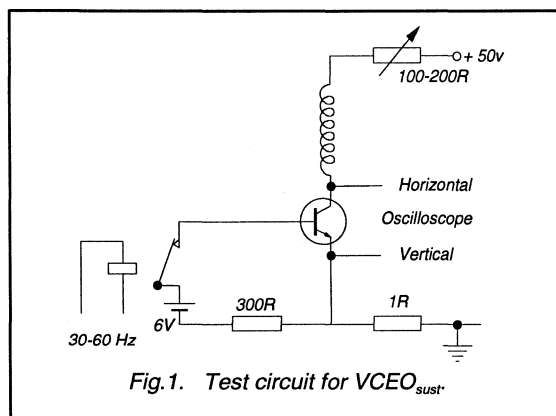 + 50v
100-200R
Horizontal
Oscilloscope
Vertical
300R
1R
6V
30-60 Hz
Fig.1. Test circuit for VCEOsust.